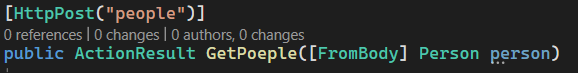 [HttpPost("people")]
0 references | 0 changes | 0 authors, 0 changes
public ActionResult GetPoeple([FromBody] Person person)